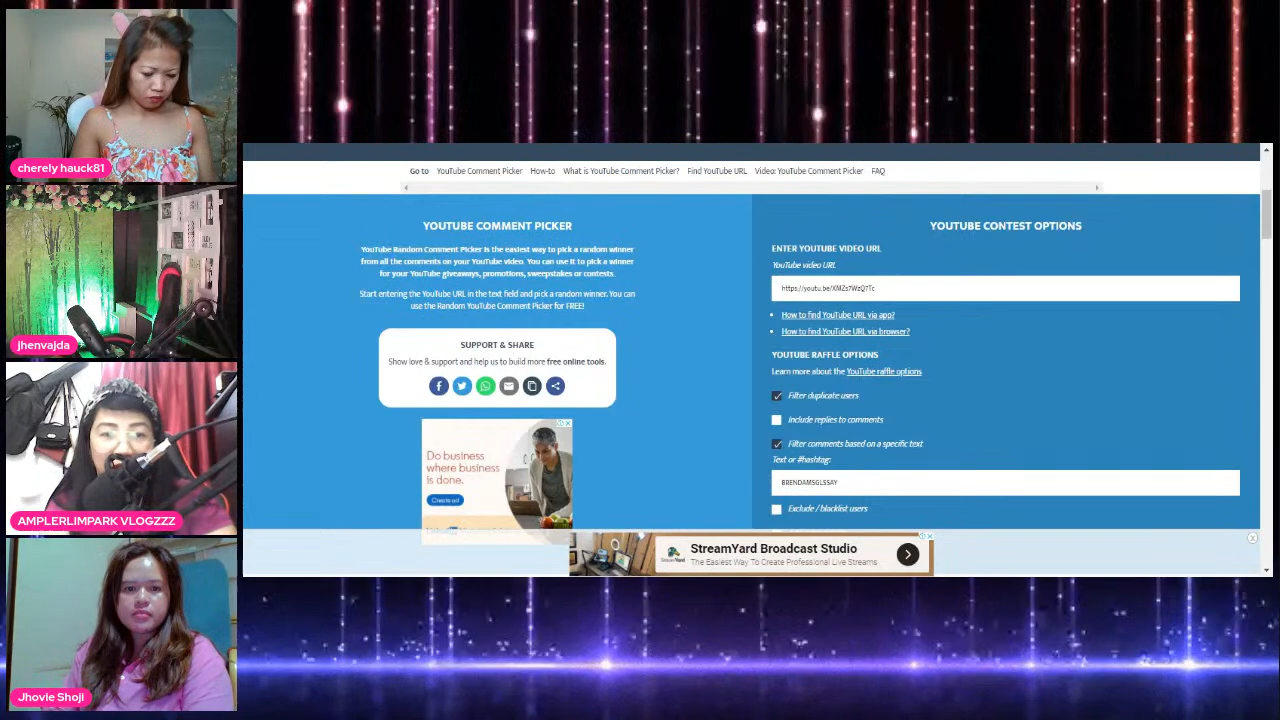 cherely hauck81
jhenvajda
AMPLERLIMPARK VLOGZZZ
Jhovie Shoji
Go to YouTube Comment Picker How-to What is YouTube Comment Picker? Find YouTube URL Video: YouTube Comment Picker FAQ
YOUTUBE COMMENT PICKER
YouTube Random Comment Picker is the easiest way to pick a random winner
from all the comments on your YouTube video. You can use it to pick a winner
for your YouTube giveaways, promotions, sweepstakes or contests.
Start entering the YouTube URL in the text field and pick a random winner. You can
use the Random YouTube Comment Picker for FREE!
SUPPORT & SHARE
Show love & support and help us to build more free online tools.
Do business
where business
is done.
Create ad
YOUTUBE CONTEST OPTIONS
ENTER YOUTUBE VIDEO URL
YouTube video URL
https://youtu.be/XMZs7WzQ7Tc
How to find YouTube URL via app?
How to find YouTube URL via browser?
YOUTUBE RAFFLE OPTIONS
Learn more about the YouTube raffle options
Filter duplicate users
Include replies to comments
Filter comments based on a specific text
Text or #hashtag:
BRENDAMSGLSSAY
Exclude / blacklist users
StreamYard
StreamYard Broadcast Studio
The Easiest Way To Create Professional Live Streams.